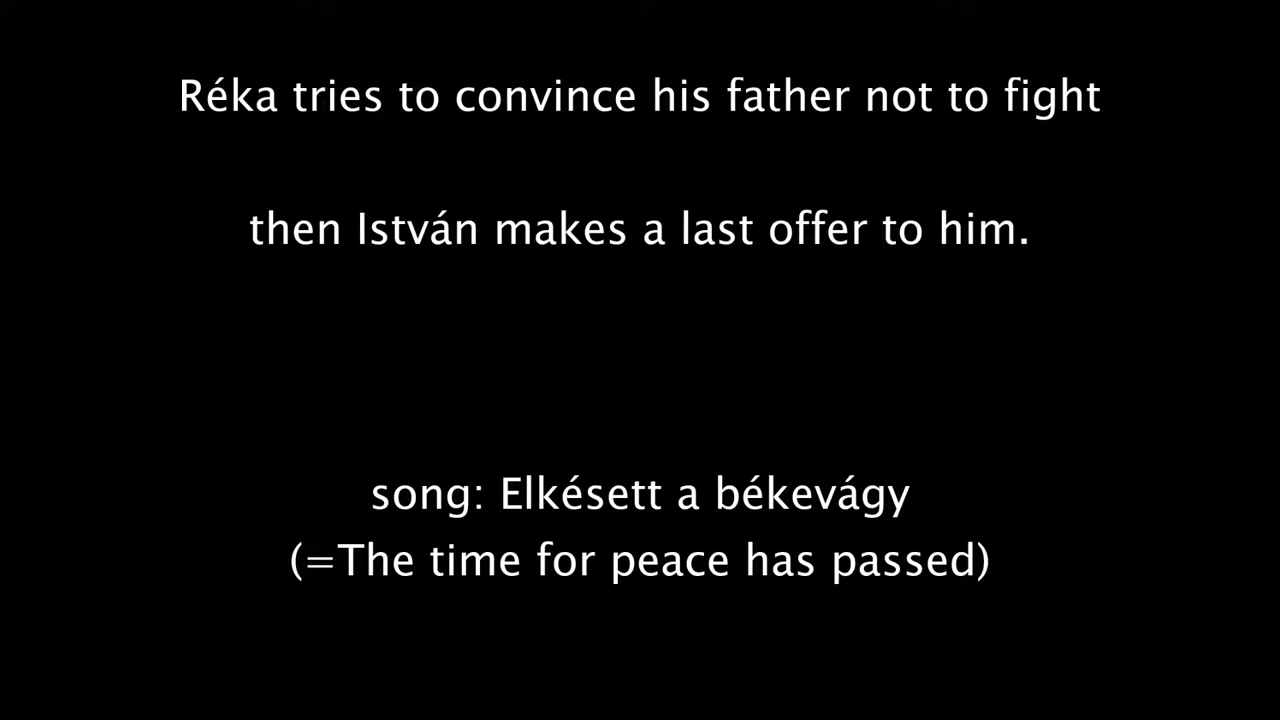 Réka tries to convince his father not to fight
then István makes a last offer to him.
song: Elkésett a békevágy
(=The time for peace has passed)